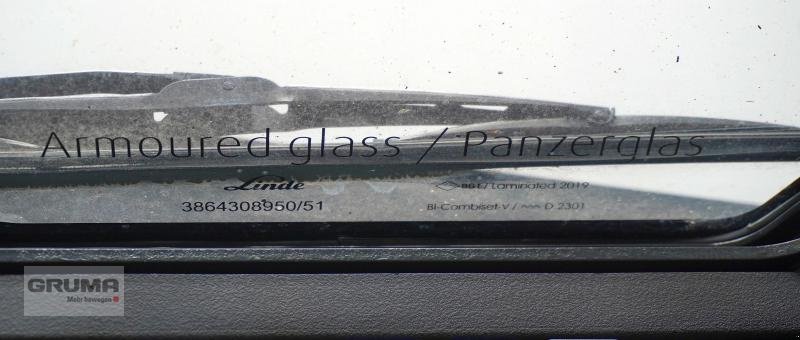 Armoured glass / Panzerglas
Linde
3864308950/51
BGT / Laminated 2019
BI-Combiset-V / D 2301
GRUMA
Mehr bewegen